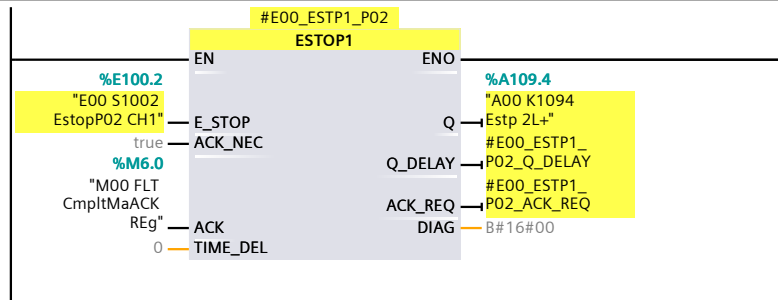 #E00_ESTP1_P02
ESTOP1
EN
ENO
%E100.2
"E00 S1002
EstopP02 CH1"
E_STOP
true
ACK_NEC
%M6.0
"M00 FLT
CmpltMaACK
REg"
ACK
0
TIME_DEL
%A109.4
"A00 K1094
Q
Estp 2L+"
#E00_ESTP1_
Q_DELAY
P02_Q_DELAY
#E00_ESTP1_
ACK_REQ
P02_ACK_REQ
DIAG
B#16#00